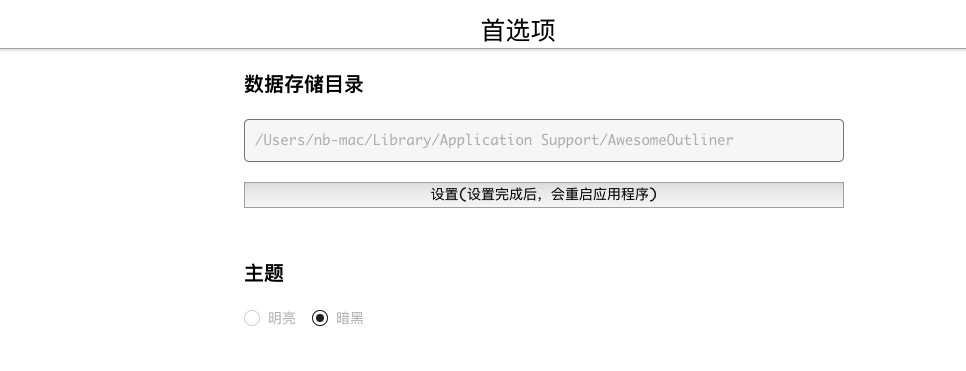 首选项
数据存储目录
/Users/nb-mac/Library/Application Support/AwesomeOutliner
设置(设置完成后，会重启应用程序)
主题
明亮 暗黑